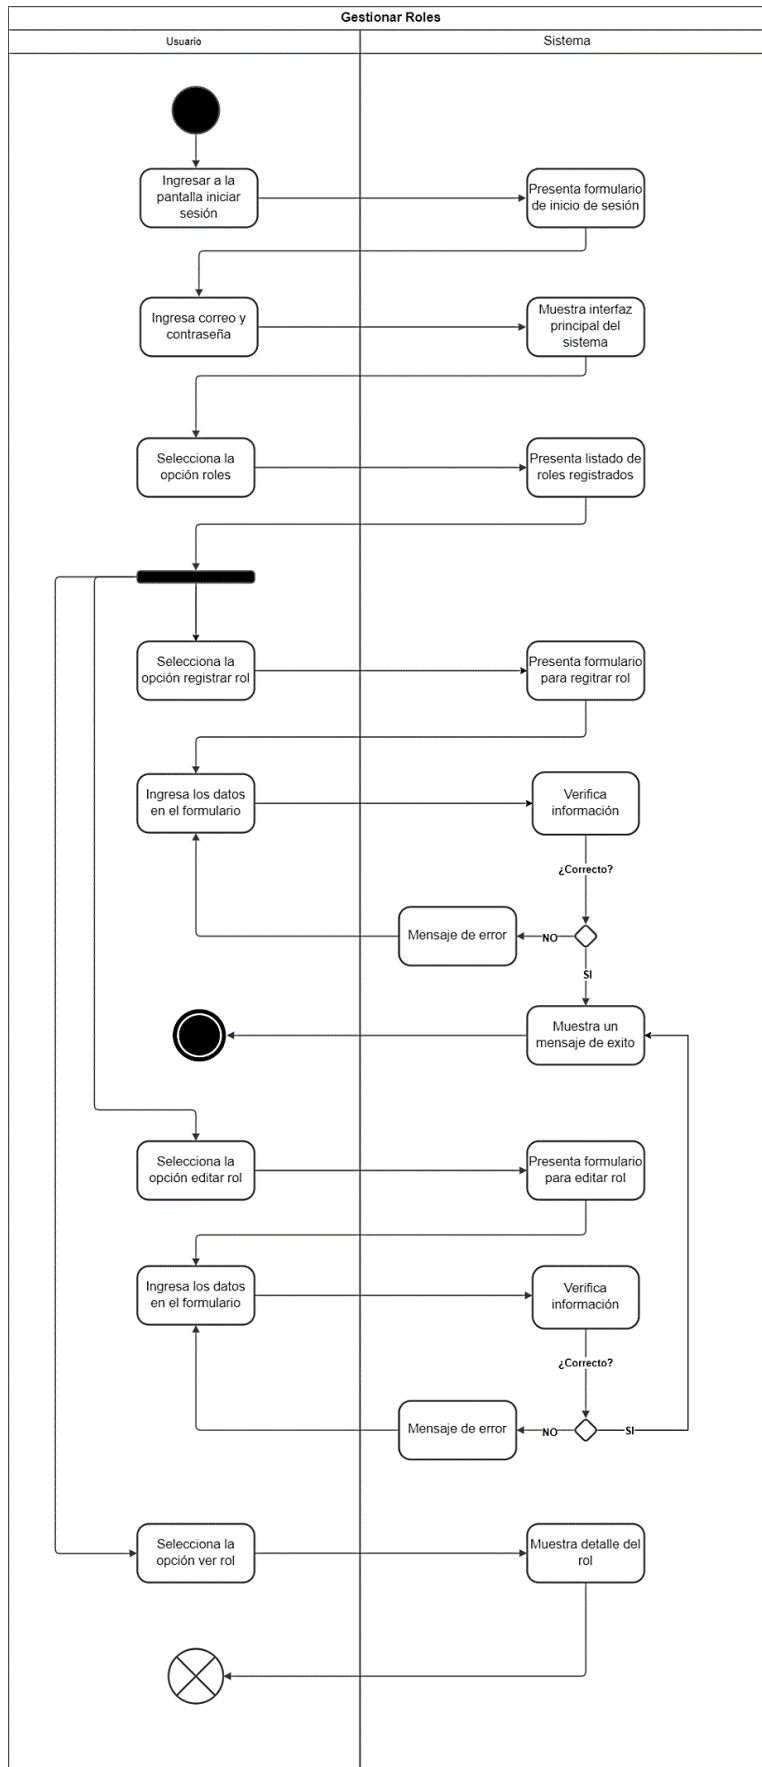 Gestionar Roles
Usuario
Sistema
Ingresar a la
pantalla iniciar
sesión
Presenta formulario
de inicio de sesión
Ingresa correo y
contraseña
Muestra interfaz
principal del
sistema
Selecciona la
opción roles
Presenta listado de
roles registrados
Selecciona la
opción registrar rol
Presenta formulario
para regitrar rol
Ingresa los datos
en el formulario
Verifica
información
¿Correcto?
Mensaje de error
NO
SI
Muestra un
mensaje de exito
Selecciona la
opción editar rol
Presenta formulario
para editar rol
Ingresa los datos
en el formulario
Verifica
información
¿Correcto?
Mensaje de error
NO
SI
Selecciona la
opción ver rol
Muestra detalle del
rol